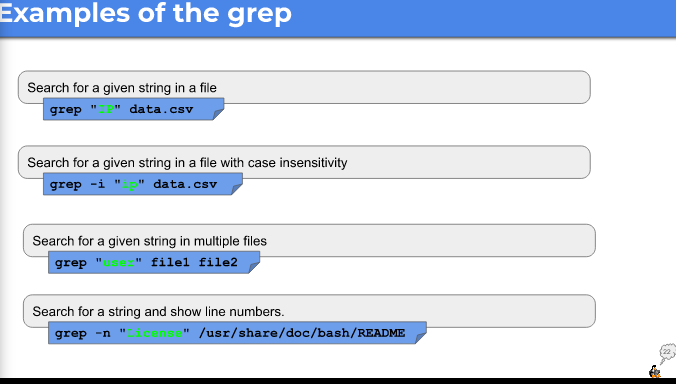 Examples of the grep
Search for a given string in a file
grep "IP" data.csv
Search for a given string in a file with case insensitivity
grep -i "ip" data.csv
Search for a given string in multiple files
grep "user" file1 file2
Search for a string and show line numbers.
grep -n "License" /usr/share/doc/bash/README
22